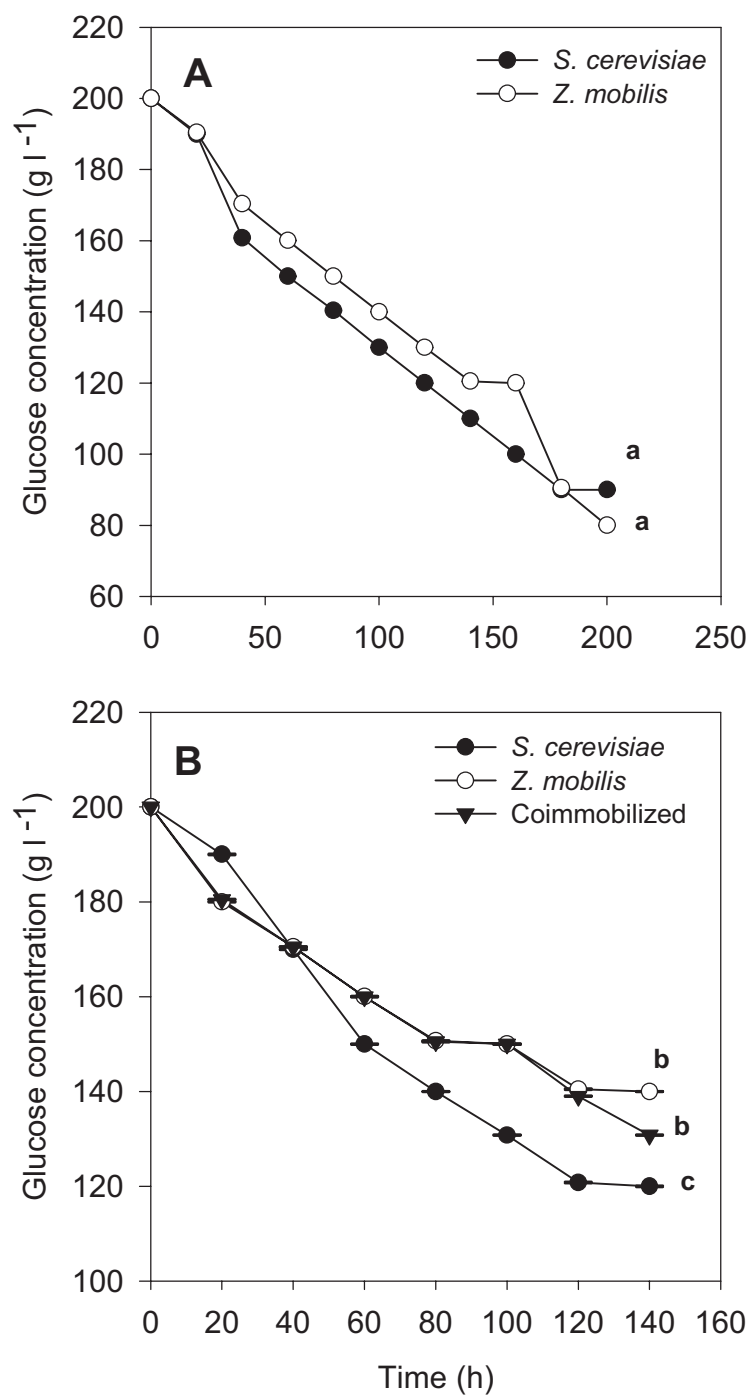 220
200
180
160
140
120
100
80
60
Glucose concentration (g l⁻¹)
A
S. cerevisiae
Z. mobilis
a
a
0 50 100 150 200 250
220
200
180
160
140
120
100
Glucose concentration (g l⁻¹)
B
S. cerevisiae
Z. mobilis
Coimmobilized
b
b
c
0 20 40 60 80 100 120 140 160
Time (h)